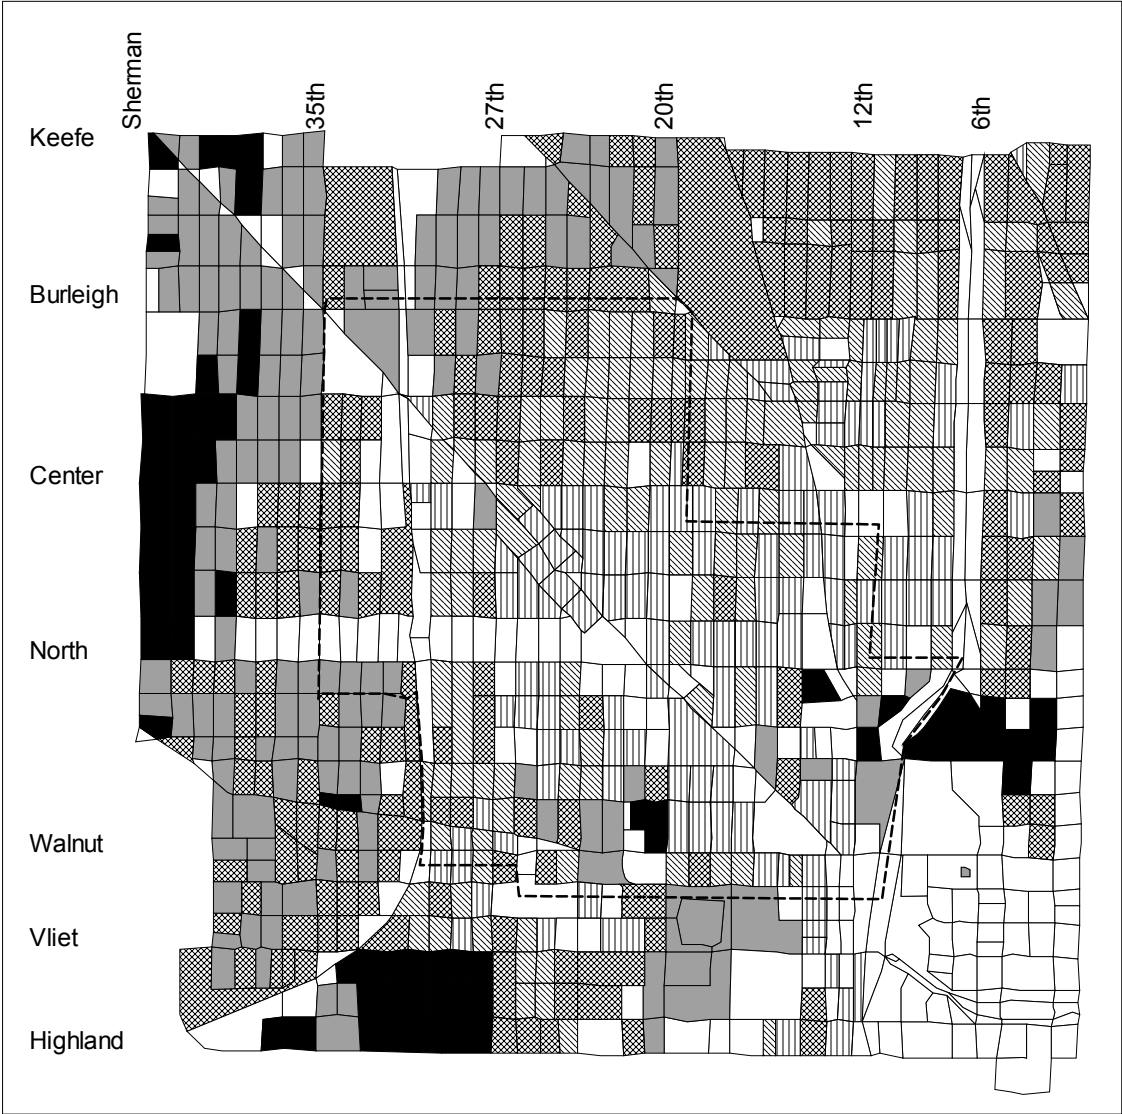 Sherman
35th
27th
20th
12th
6th
Keefe
Burleigh
Center
North
Walnut
Vliet
Highland